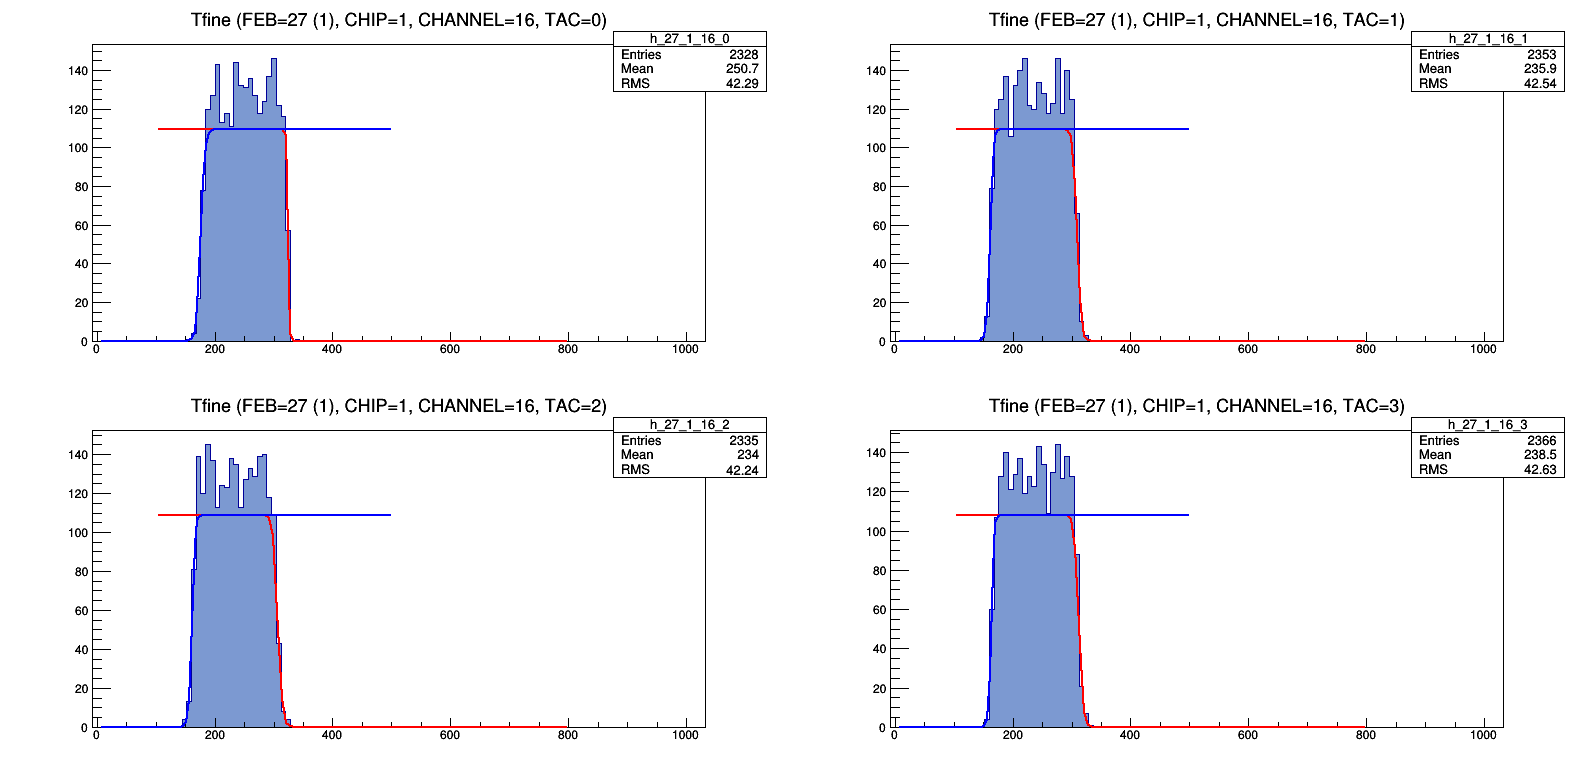 Tfine (FEB=27 (1), CHIP=1, CHANNEL=16, TAC=0)
h_27_1_16_0
Entries 2328
Mean 250.7
RMS 42.29
140
120
100
80
60
40
20
0
0 200 400 600 800 1000
Tfine (FEB=27 (1), CHIP=1, CHANNEL=16, TAC=1)
h_27_1_16_1
Entries 2353
Mean 235.9
RMS 42.54
140
120
100
80
60
40
20
0
0 200 400 600 800 1000
Tfine (FEB=27 (1), CHIP=1, CHANNEL=16, TAC=2)
h_27_1_16_2
Entries 2335
Mean 234
RMS 42.24
140
120
100
80
60
40
20
0
0 200 400 600 800 1000
Tfine (FEB=27 (1), CHIP=1, CHANNEL=16, TAC=3)
h_27_1_16_3
Entries 2366
Mean 238.5
RMS 42.63
140
120
100
80
60
40
20
0
0 200 400 600 800 1000